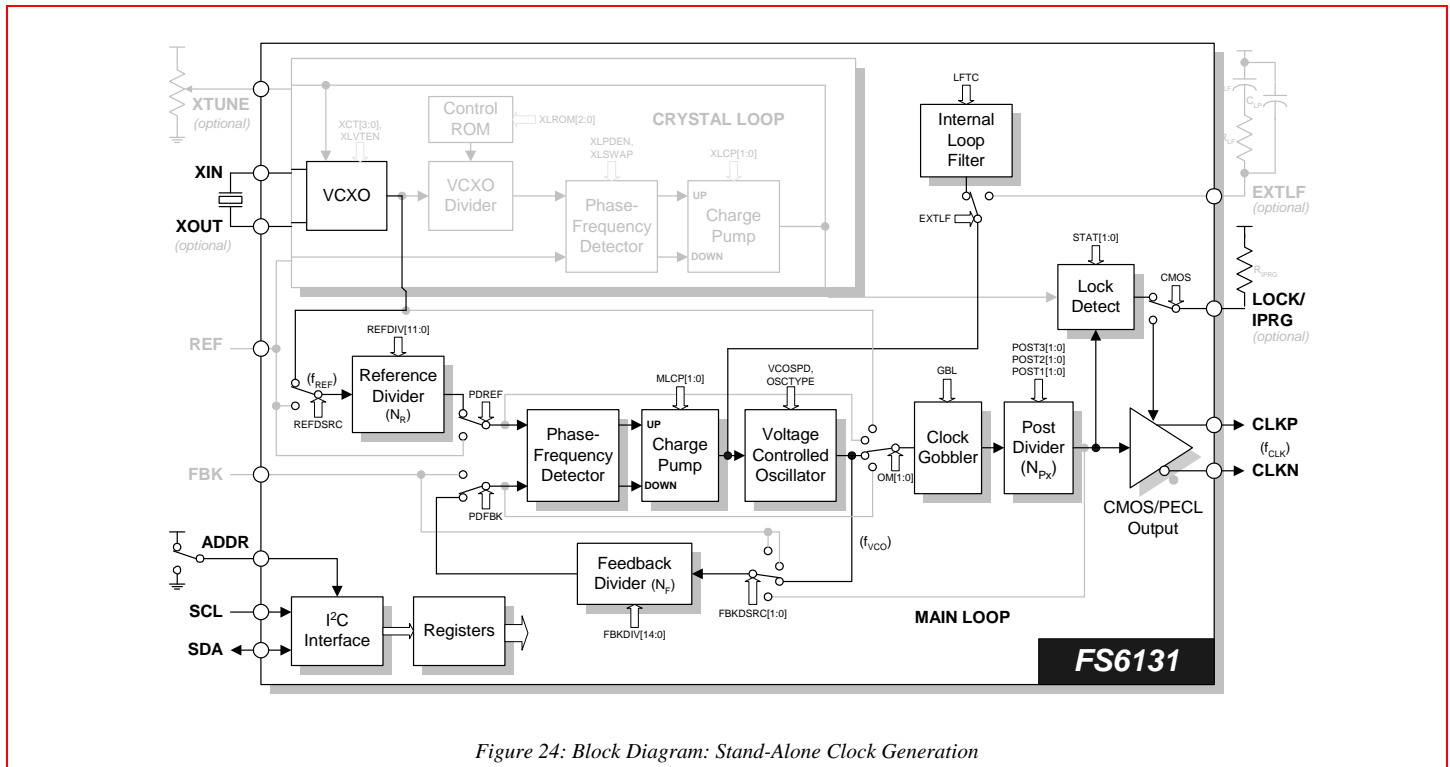 XTUNE
(optional)
XIN
XOUT
(optional)
REF
FBK
ADDR
SCL
SDA
XCT[3:0],
XLVTEN
VCXO
Control
ROM
XLROM[2:0]
VCXO
Divider
CRYSTAL LOOP
XLPDEN,
XLSWAP
Phase-
Frequency
Detector
XLCP[1:0]
UP
Charge
Pump
DOWN
LFTC
Internal
Loop
Filter
EXTLF
LF
CLP
LF
EXTLF
(optional)
STAT[1:0]
Lock
Detect
CMOS
RIPRG
LOCK/
IPRG
(optional)
REFDIV[11:0]
(fREF)
Reference
Divider
(NR)
REFDSRC
PDREF
PDFBK
Phase-
Frequency
Detector
MLCP[1:0]
UP
Charge
Pump
DOWN
VCOSPD,
OSCTYPE
Voltage
Controlled
Oscillator
OM[1:0]
GBL
Clock
Gobbler
POST3[1:0]
POST2[1:0]
POST1[1:0]
Post
Divider
(NPx)
CLKP
(fCLK)
CLKN
CMOS/PECL
Output
(fVCO)
Feedback
Divider (NF)
FBKDIV[14:0]
FBKDSRC[1:0]
MAIN LOOP
I2C
Interface
Registers
FS6131
Figure 24: Block Diagram: Stand-Alone Clock Generation